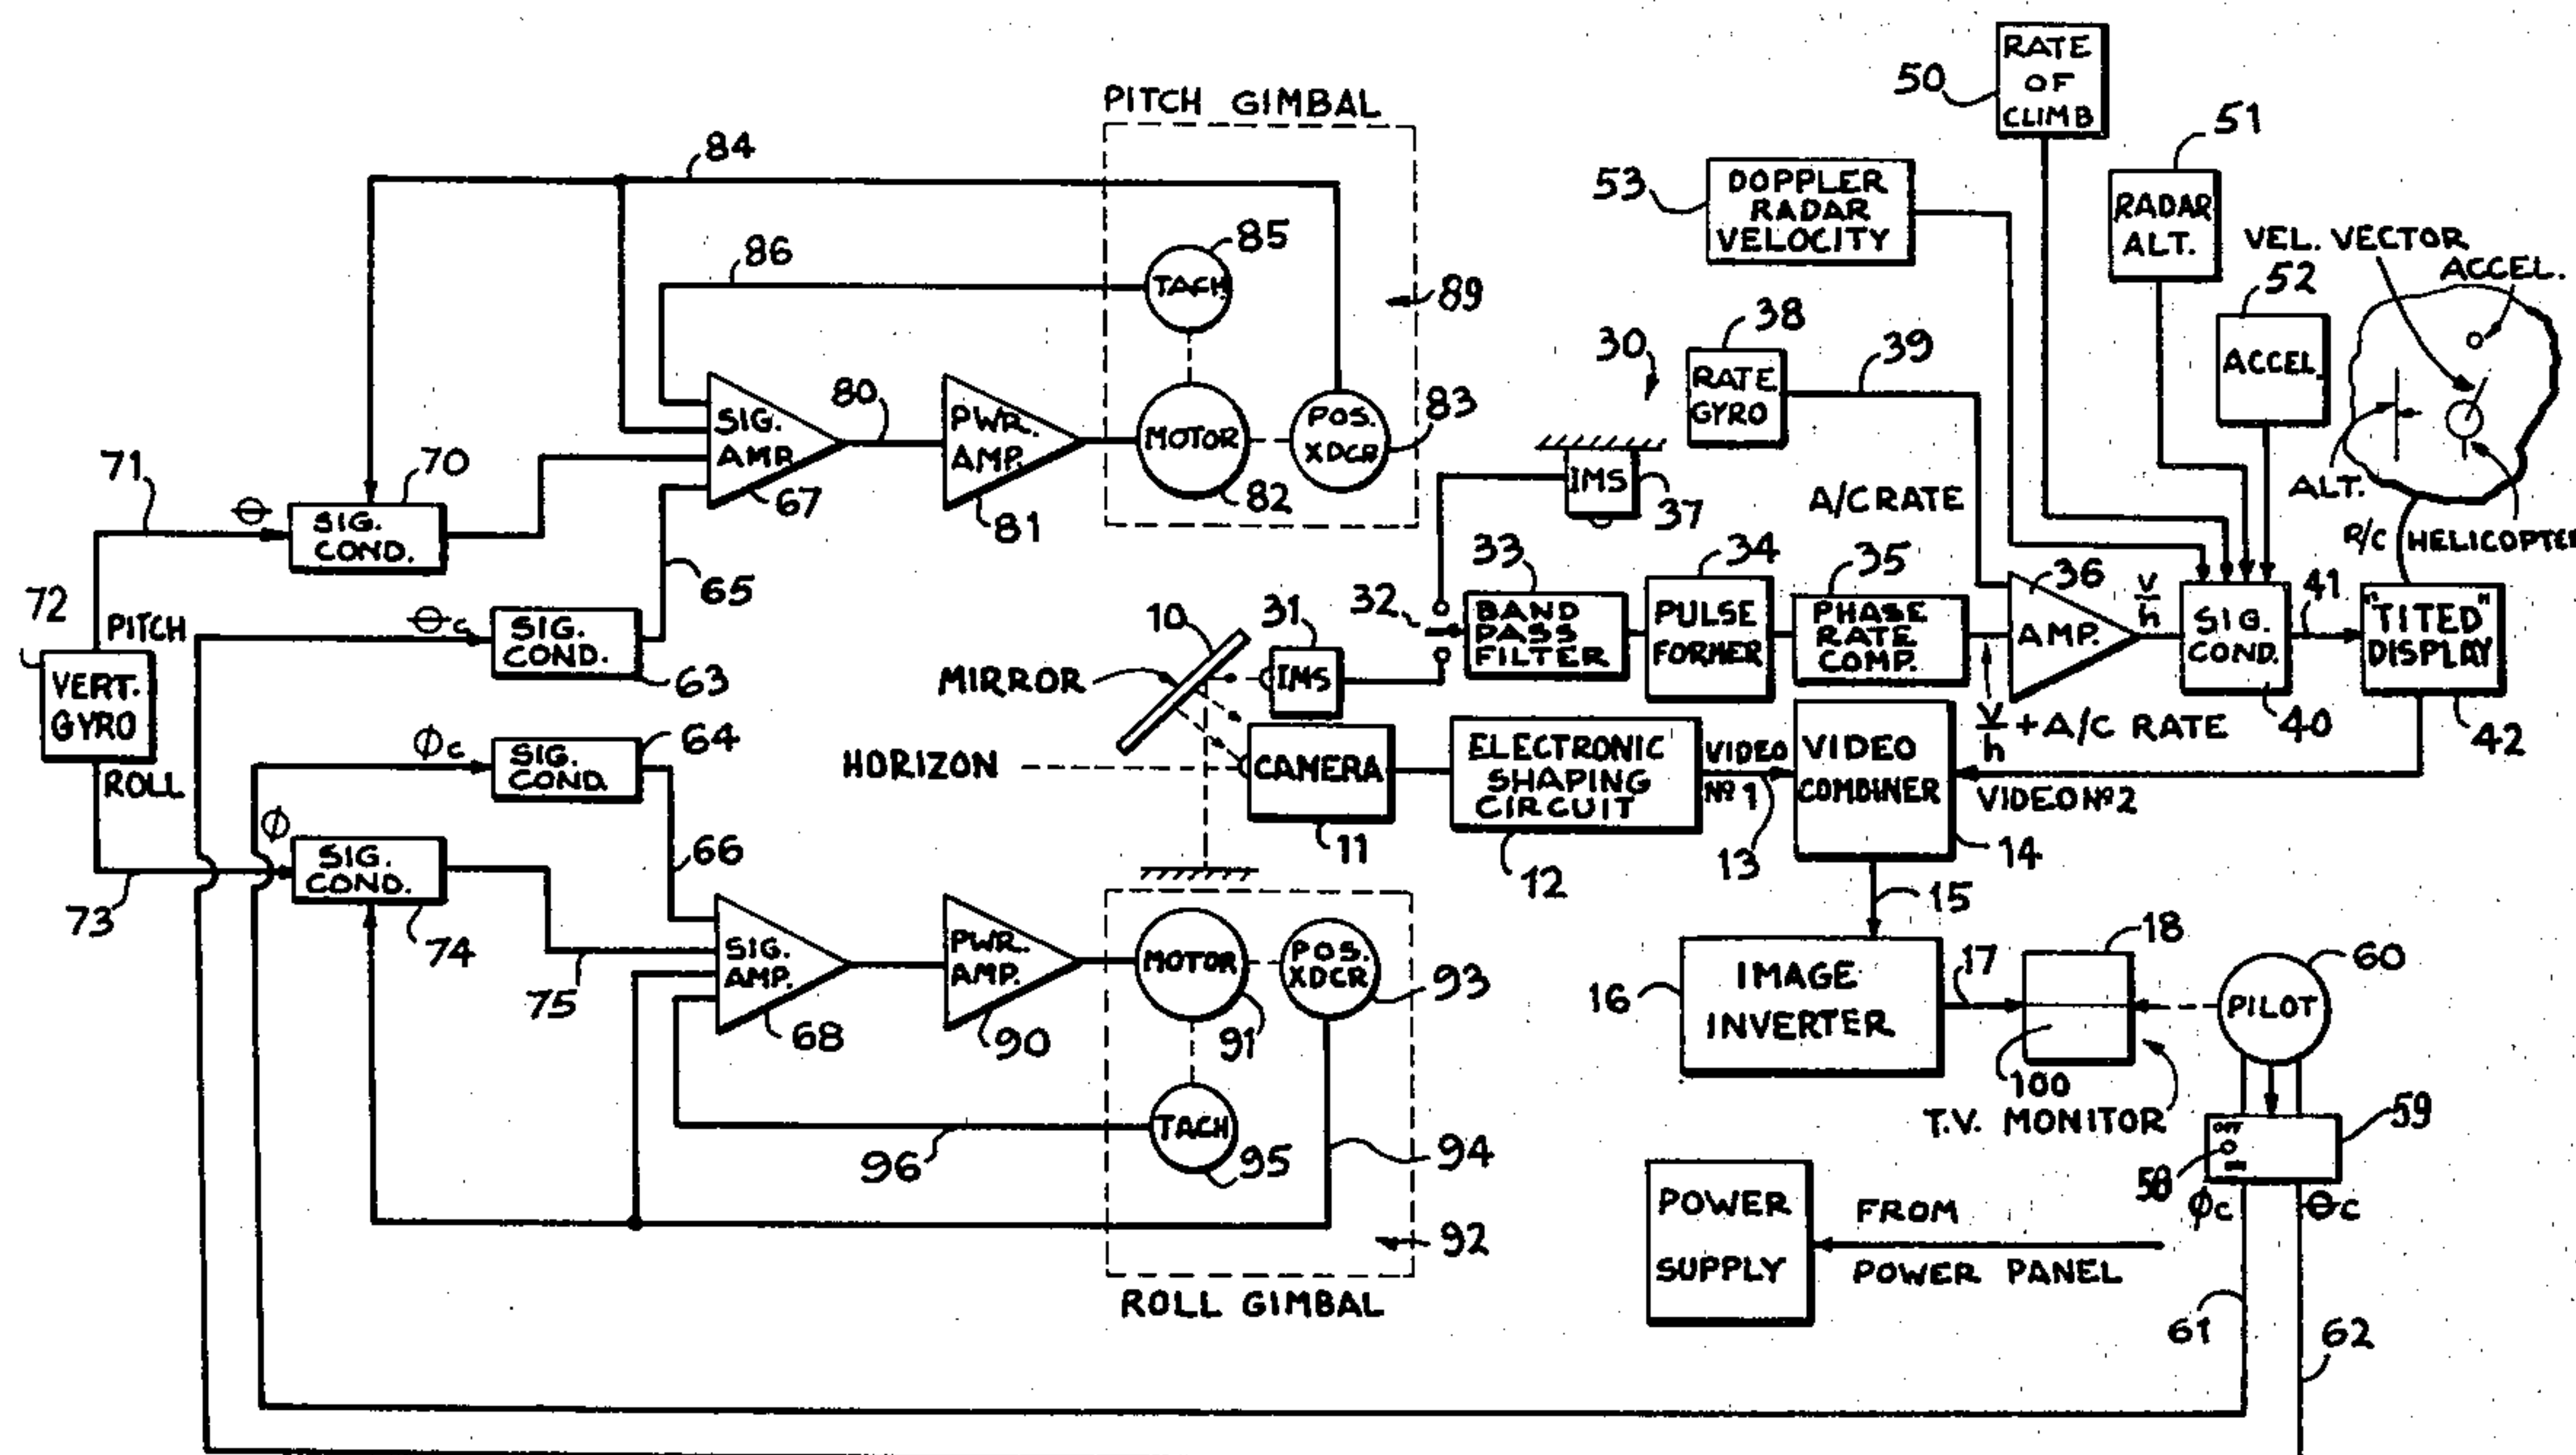 RATE
OF
CLIMB
50
51
PITCH GIMBAL
84
53
DOPPLER
RADAR
VELOCITY
RADAR
ALT.
VEL. VECTOR
ACCEL.
52
86
85
TACH
89
38
30
39
ACCEL.
RATE
GYRO
80
SIG.
AMP.
67
PWR.
AMP.
81
MOTOR
82
POS.
XDCR
83
71
70
θ
SIG.
COND.
IMS
37
A/C RATE
ALT.
R/C HELICOPTER
65
72
PITCH
θc
SIG.
COND.
63
VERT.
GYRO
ROLL
10
31
32
33
34
35
36
MIRROR
IMS
BAND
PASS
FILTER
PULSE
FORMER
PHASE
RATE
COMP.
AMP.
V/h
SIG.
COND.
40
41
"TITED"
DISPLAY
42
V/h + A/C RATE
φc
SIG.
COND.
64
HORIZON
CAMERA
11
ELECTRONIC
SHAPING
CIRCUIT
12
VIDEO
Nº 1
13
VIDEO
COMBINER
14
VIDEO Nº 2
φ
SIG.
COND.
74
73
66
75
15
SIG.
AMP.
68
PWR.
AMP.
90
MOTOR
91
POS.
XDCR
93
16
IMAGE
INVERTER
17
18
100
T.V. MONITOR
60
PILOT
59
OFF
58
φc
θc
TACH
95
96
94
92
ROLL GIMBAL
POWER
SUPPLY
FROM
POWER PANEL
61
62